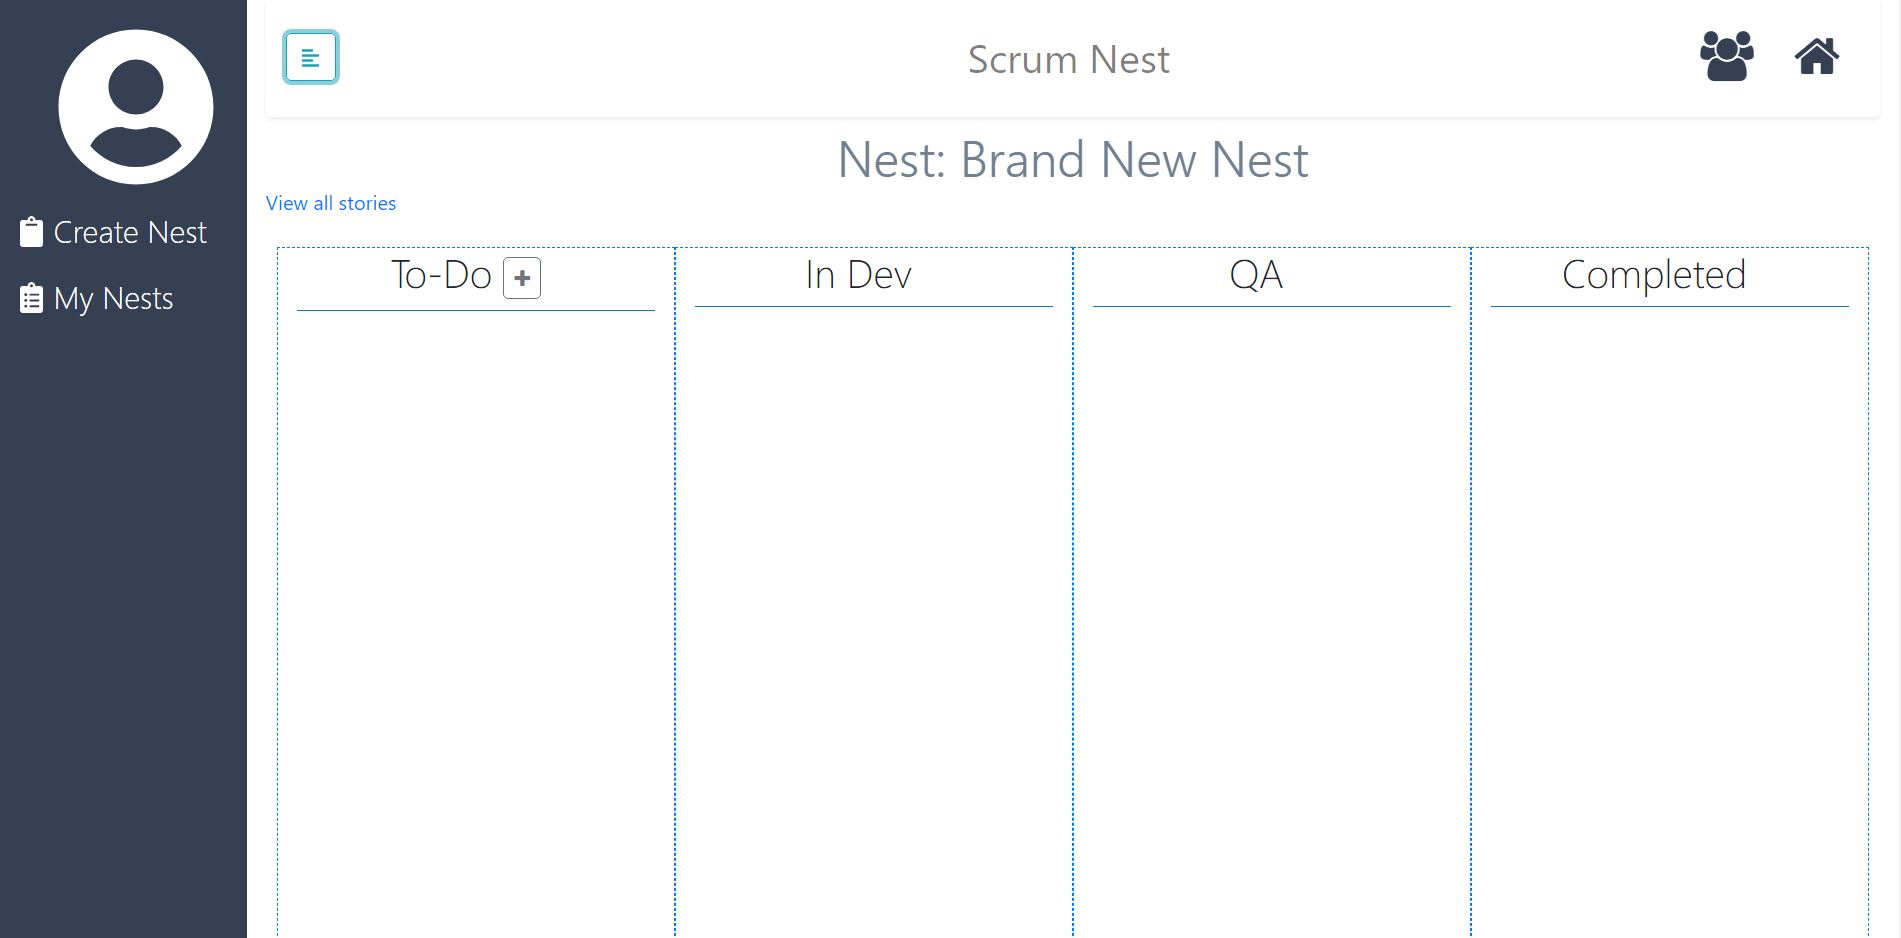 Scrum Nest
Create Nest
My Nests
Nest: Brand New Nest
View all stories
To-Do
In Dev
QA
Completed